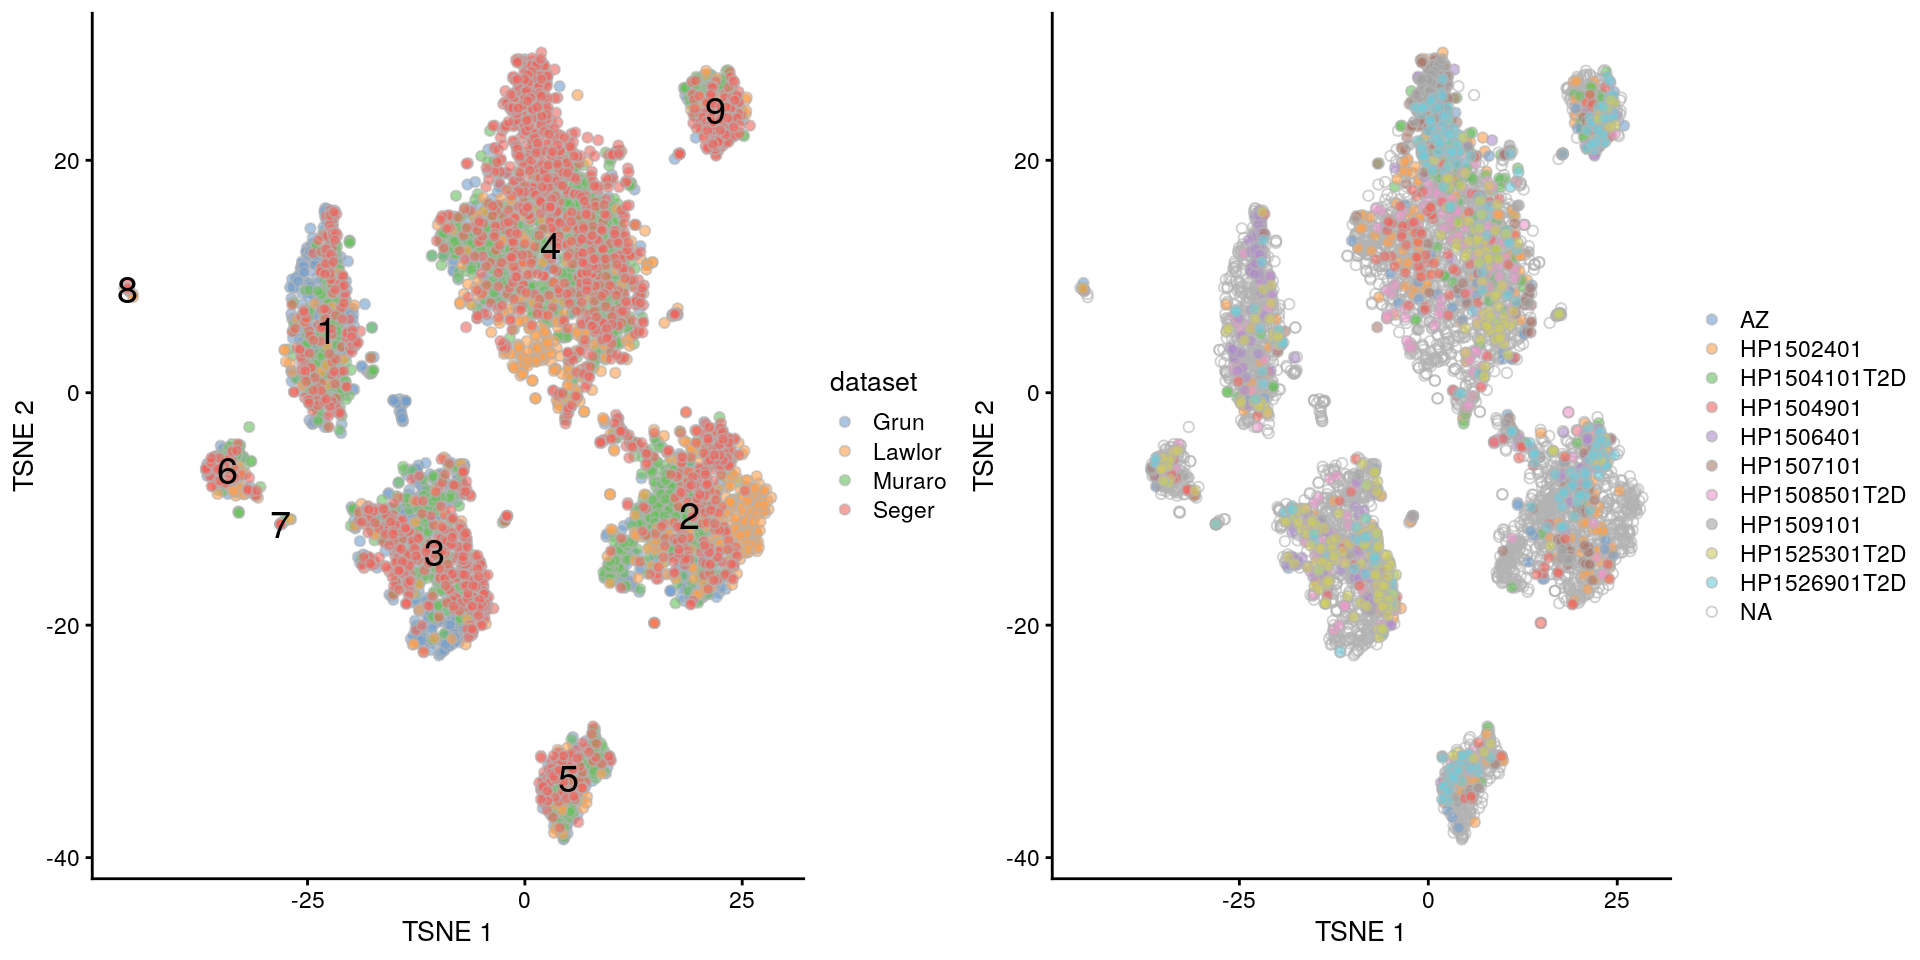 20
0
-20
-40
-25
0
25
TSNE 1
TSNE 2
1
2
3
4
5
6
7
8
9
dataset
Grun
Lawlor
Muraro
Seger
20
0
-20
-40
-25
0
25
TSNE 1
TSNE 2
AZ
HP1502401
HP1504101T2D
HP1504901
HP1506401
HP1507101
HP1508501T2D
HP1509101
HP1525301T2D
HP1526901T2D
NA